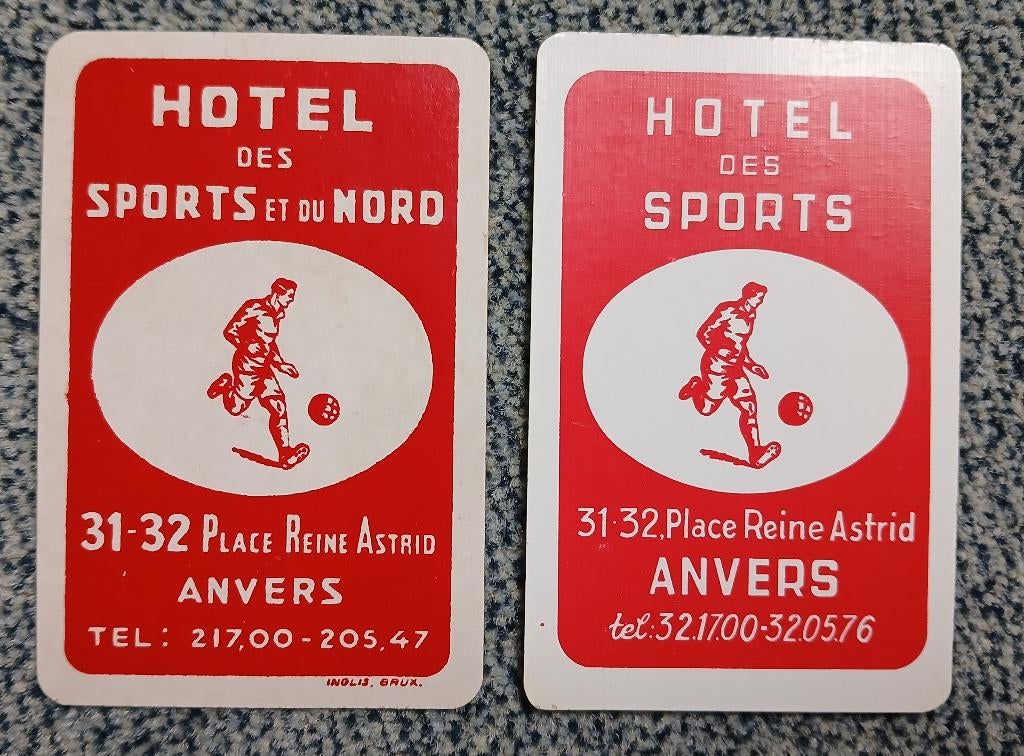 HOTEL
DES
SPORTS ET DU NORD
31-32 PLACE REINE ASTRID
ANVERS
TEL: 217,00-205,47
INGLIS. BRUX.
HOTEL
DES
SPORTS
31·32,Place Reine Astrid
ANVERS
tel:32.17.00-32.05.76